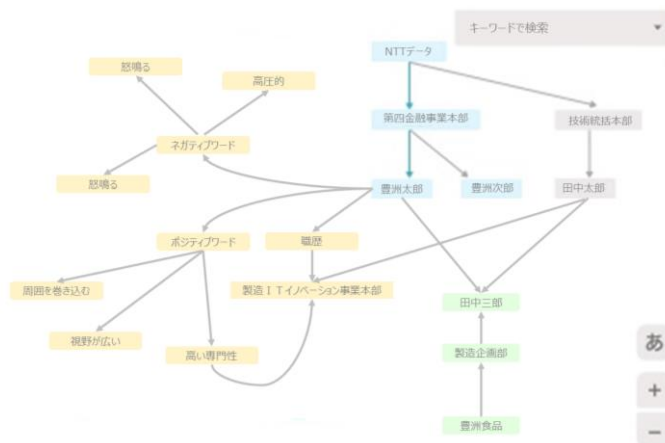 キーワードで検索
NTTデータ
怒鳴る
高圧的
第四金融事業本部
技術統括本部
ネガティブワード
怒鳴る
豊洲太郎
豊洲次郎
田中太郎
ポジティブワード
職歴
周囲を巻き込む
製造ITイノベーション事業本部
田中三郎
視野が広い
高い専門性
製造企画部
あ
+
豊洲食品
−